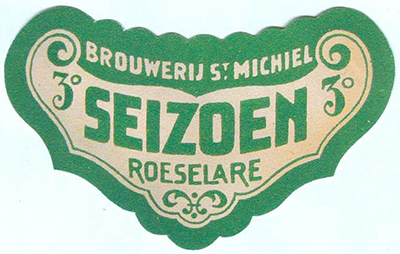 BROUWERIJ ST MICHIEL
3° SEIZOEN 3°
ROESELARE